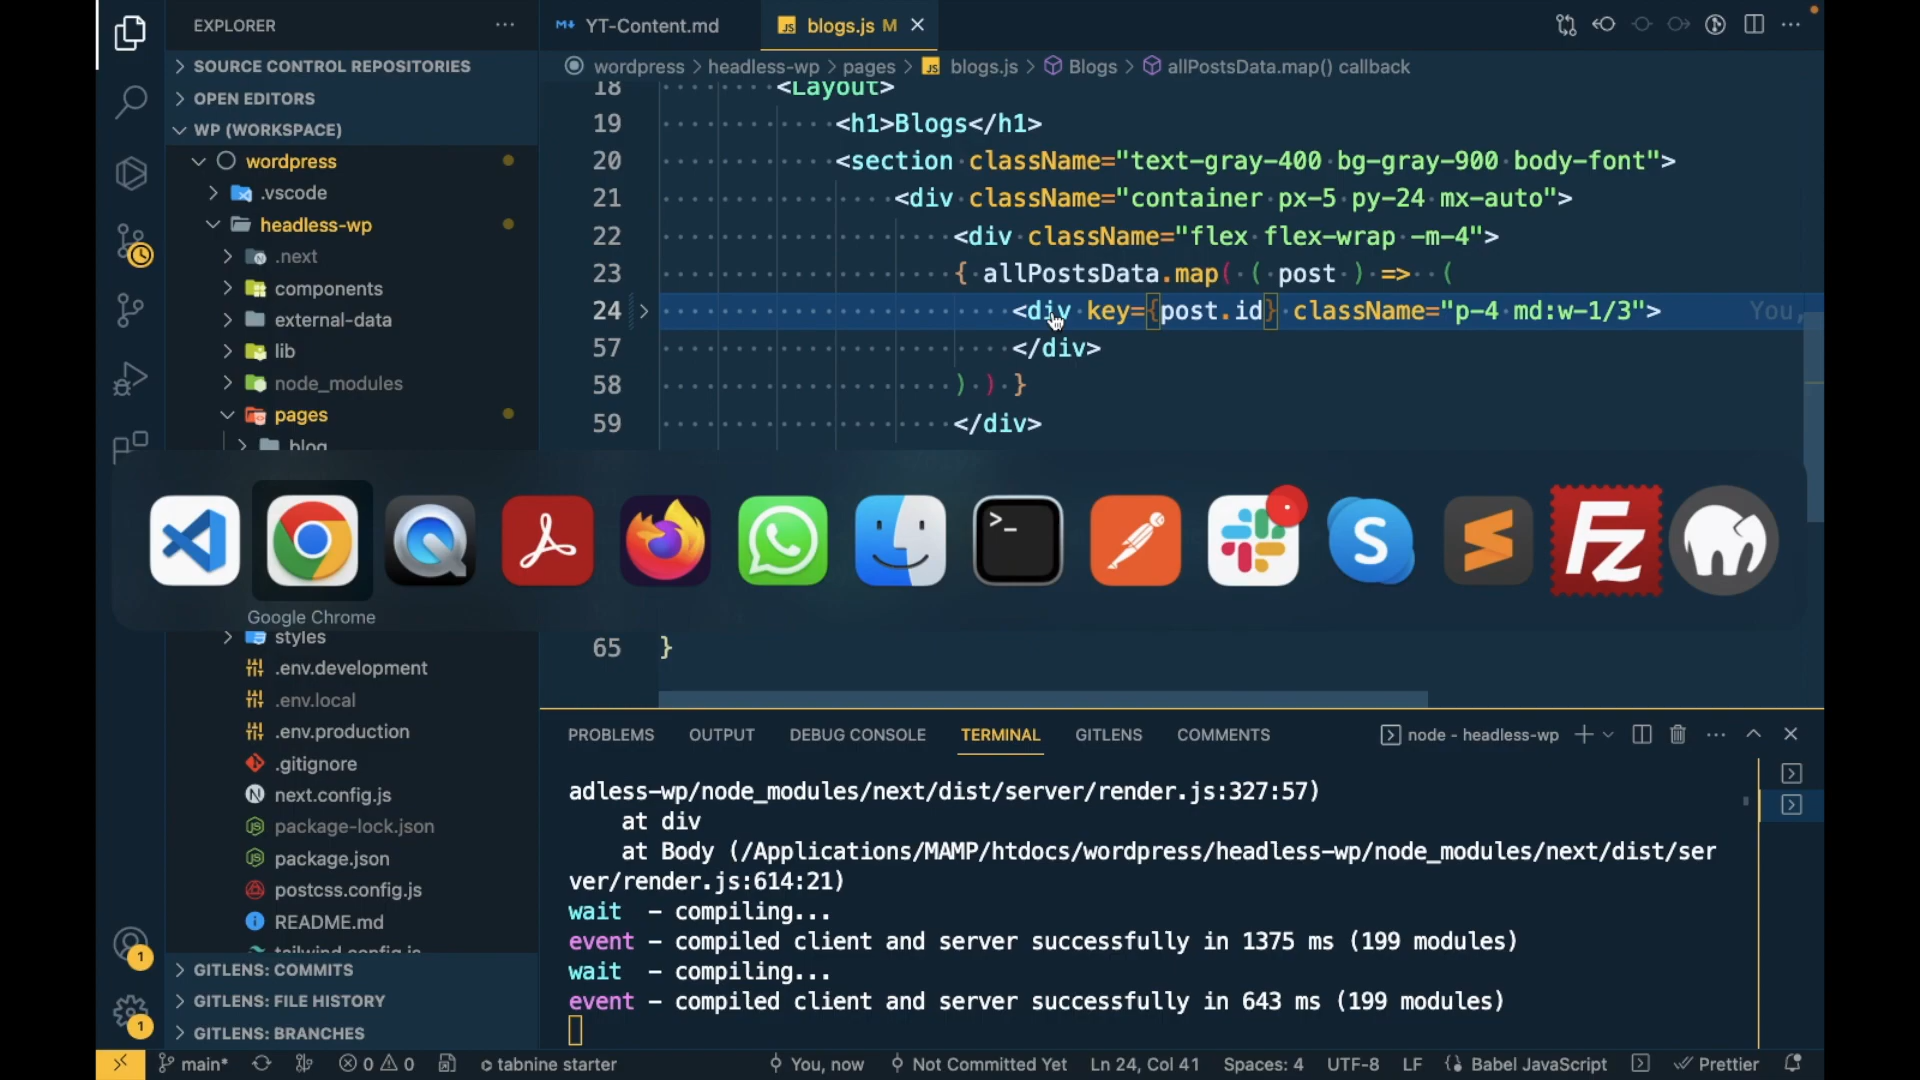 EXPLORER
SOURCE CONTROL REPOSITORIES
OPEN EDITORS
WP (WORKSPACE)
wordpress
.vscode
headless-wp
.next
components
external-data
lib
node_modules
pages
blog
styles
.env.development
.env.local
.env.production
.gitignore
next.config.js
package-lock.json
package.json
postcss.config.js
README.md
tailwind.config.js
GITLENS: COMMITS
GITLENS: FILE HISTORY
GITLENS: BRANCHES
1
1
YT-Content.md
blogs.js M
wordpress > headless-wp > pages > blogs.js > Blogs > allPostsData.map() callback
18 <Layout>
19 <h1>Blogs</h1>
20 <section className="text-gray-400 bg-gray-900 body-font">
21 <div className="container px-5 py-24 mx-auto">
22 <div className="flex flex-wrap -m-4">
23 { allPostsData.map( ( post ) => (
24 <div key={post.id} className="p-4 md:w-1/3"> You,
57 </div>
58 ) ) }
59 </div>
Google Chrome
65 }
PROBLEMS OUTPUT DEBUG CONSOLE TERMINAL GITLENS COMMENTS
node - headless-wp
adless-wp/node_modules/next/dist/server/render.js:327:57)
at div
at Body (/Applications/MAMP/htdocs/wordpress/headless-wp/node_modules/next/dist/ser
ver/render.js:614:21)
wait - compiling...
event - compiled client and server successfully in 1375 ms (199 modules)
wait - compiling...
event - compiled client and server successfully in 643 ms (199 modules)
main* 0 0 tabnine starter You, now Not Committed Yet Ln 24, Col 41 Spaces: 4 UTF-8 LF Babel JavaScript Prettier